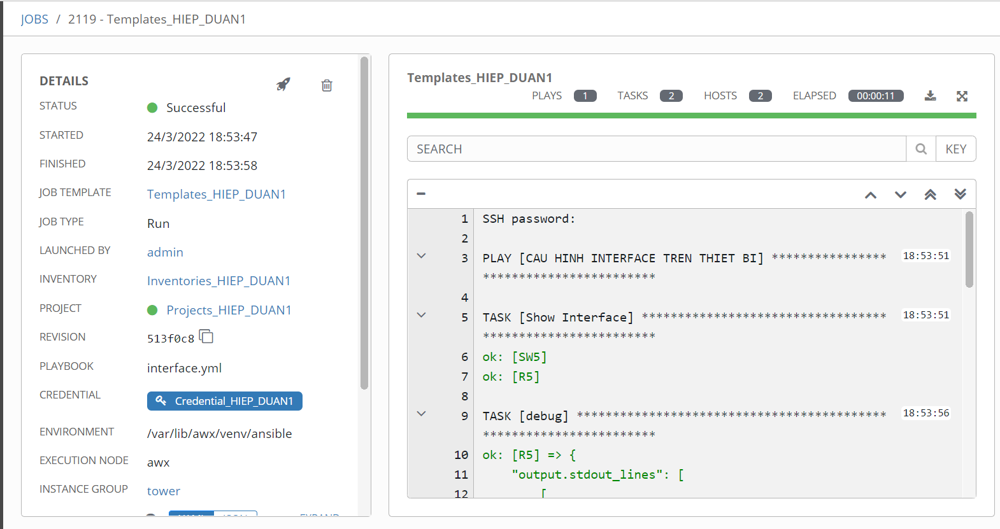 JOBS / 2119 - Templates_HIEP_DUAN1
DETAILS
STATUS Successful
STARTED 24/3/2022 18:53:47
FINISHED 24/3/2022 18:53:58
JOB TEMPLATE Templates_HIEP_DUAN1
JOB TYPE Run
LAUNCHED BY admin
INVENTORY Inventories_HIEP_DUAN1
PROJECT Projects_HIEP_DUAN1
REVISION 513f0c8
PLAYBOOK interface.yml
CREDENTIAL Credential_HIEP_DUAN1
ENVIRONMENT /var/lib/awx/venv/ansible
EXECUTION NODE awx
INSTANCE GROUP tower
EXPAND
Templates_HIEP_DUAN1
PLAYS 1 TASKS 2 HOSTS 2 ELAPSED 00:00:11
SEARCH KEY
1 SSH password:
2
3 PLAY [CAU HINH INTERFACE TREN THIET BI] **************** 18:53:51
************************
4
5 TASK [Show Interface] ********************************** 18:53:51
************************
6 ok: [SW5]
7 ok: [R5]
8
9 TASK [debug] ******************************************* 18:53:56
************************
10 ok: [R5] => {
11 "output.stdout_lines": [
12 [